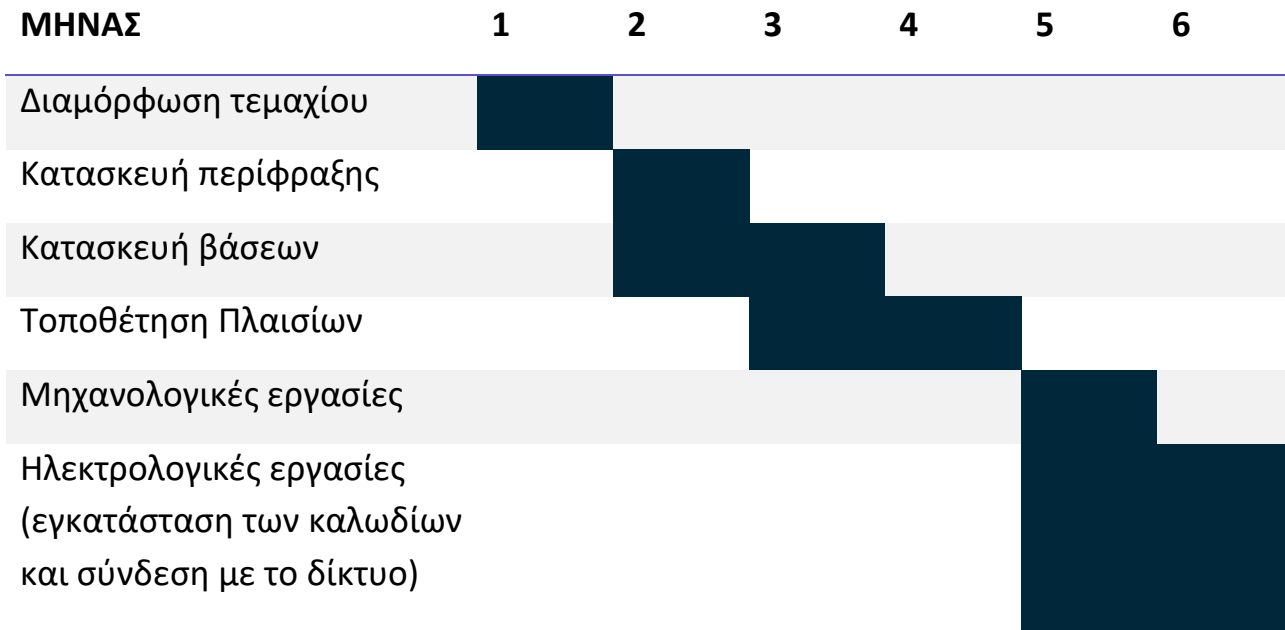 ΜΗΝΑΣ 1 2 3 4 5 6
Διαμόρφωση τεμαχίου
Κατασκευή περίφραξης
Κατασκευή βάσεων
Τοποθέτηση Πλαισίων
Μηχανολογικές εργασίες
Ηλεκτρολογικές εργασίες
(εγκατάσταση των καλωδίων
και σύνδεση με το δίκτυο)